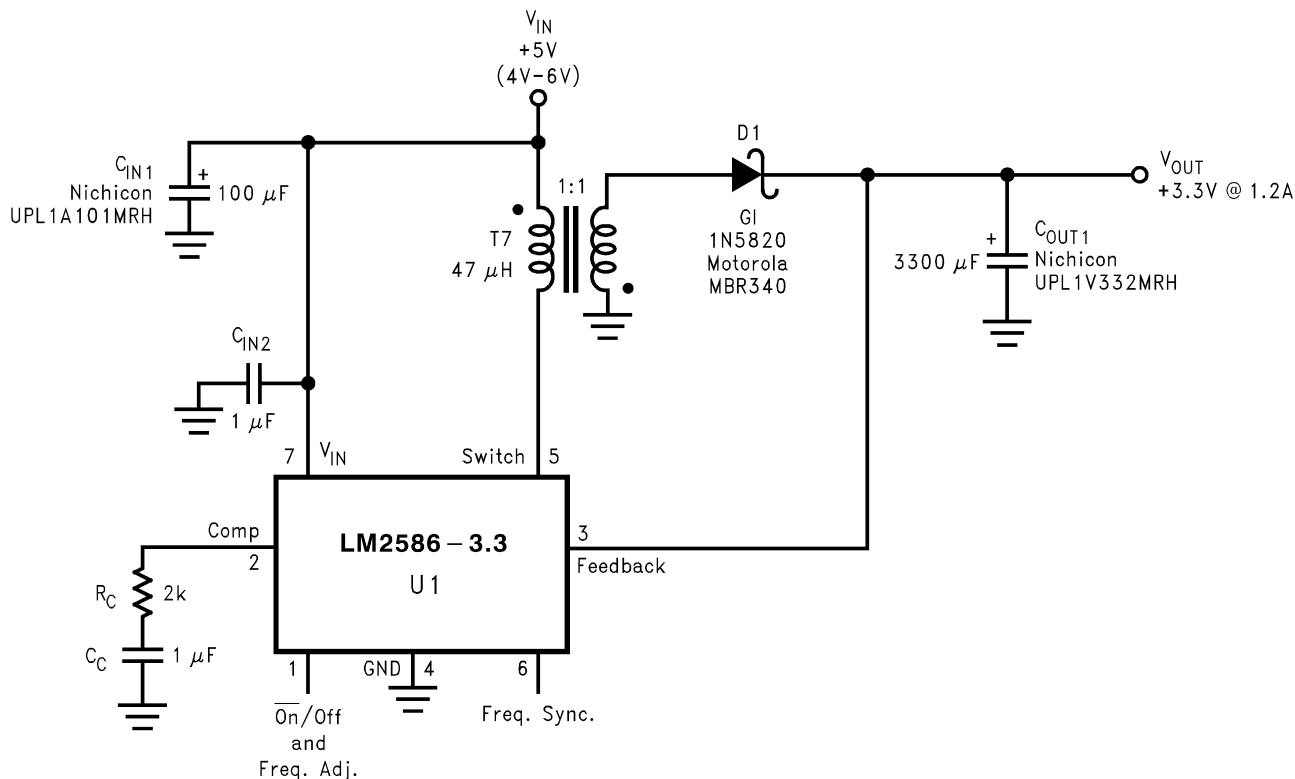 V_IN
+5V
(4V-6V)
C_IN1
Nichicon
UPL1A101MRH
+
100 μF
T7
47 μH
1:1
D1
GI
1N5820
Motorola
MBR340
V_OUT
+3.3V @ 1.2A
+
3300 μF
C_OUT1
Nichicon
UPL1V332MRH
C_IN2
1 μF
7
V_IN
Switch
5
Comp
2
LM2586-3.3
U1
3
Feedback
R_C
2k
C_C
1 μF
1
GND
4
6
On/Off
and
Freq. Adj.
Freq. Sync.